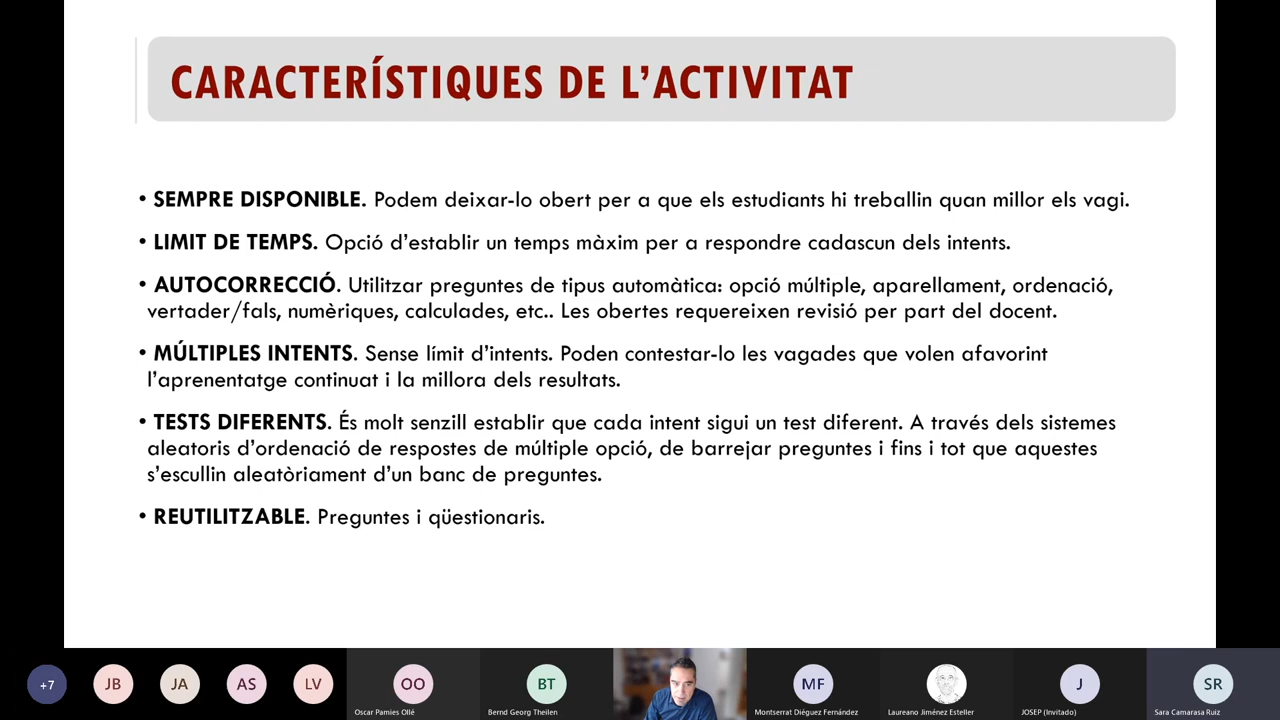 CARACTERÍSTIQUES DE L'ACTIVITAT
• SEMPRE DISPONIBLE. Podem deixar-lo obert per a que els estudiants hi treballin quan millor els vagi.
• LIMIT DE TEMPS. Opció d'establir un temps màxim per a respondre cadascun dels intents.
• AUTOCORRECCIÓ. Utilitzar preguntes de tipus automàtica: opció múltiple, aparellament, ordenació,
vertader/fals, numèriques, calculades, etc.. Les obertes requereixen revisió per part del docent.
• MÚLTIPLES INTENTS. Sense límit d'intents. Poden contestar-lo les vagades que volen afavorint
l'aprenentatge continuat i la millora dels resultats.
• TESTS DIFERENTS. És molt senzill establir que cada intent sigui un test diferent. A través dels sistemes
aleatoris d'ordenació de respostes de múltiple opció, de barrejar preguntes i fins i tot que aquestes
s'escullin aleatòriament d'un banc de preguntes.
• REUTILITZABLE. Preguntes i qüestionaris.
+7 JB JA AS LV OO BT MF J SR
Oscar Pamies Ollé Bernd Georg Theilen Montserrat Diéguez Fernández Laureano Jiménez Esteller JOSEP (Invitado) Sara Camarasa Ruiz